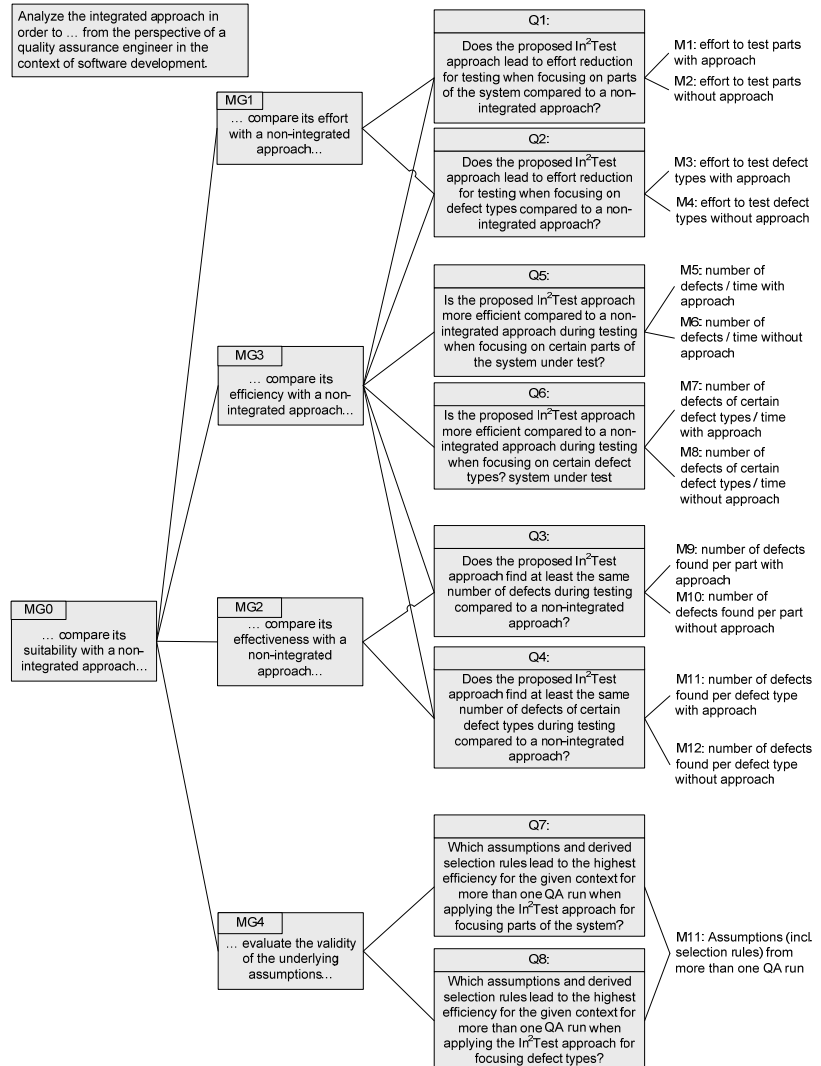 Analyze the integrated approach in
order to ... from the perspective of a
quality assurance engineer in the
context of software development.
MG1
... compare its effort
with a non-integrated
approach...
Q1:
Does the proposed In²Test
approach lead to effort reduction
for testing when focusing on parts
of the system compared to a non-
integrated approach?
M1: effort to test parts
with approach
M2: effort to test parts
without approach
Q2:
Does the proposed In²Test
approach lead to effort reduction
for testing when focusing on
defect types compared to a non-
integrated approach?
M3: effort to test defect
types with approach
M4: effort to test defect
types without approach
MG3
... compare its
efficiency with a non-
integrated approach...
Q5:
Is the proposed In²Test approach
more efficient compared to a non-
integrated approach during testing
when focusing on certain parts of
the system under test?
M5: number of
defects / time with
approach
M6: number of
defects / time without
approach
Q6:
Is the proposed In²Test approach
more efficient compared to a non-
integrated approach during testing
when focusing on certain defect
types? system under test
M7: number of
defects of certain
defect types / time
with approach
M8: number of
defects of certain
defect types / time
without approach
MG0
... compare its
suitability with a non-
integrated approach...
MG2
... compare its
effectiveness with a
non-integrated
approach...
Q3:
Does the proposed In²Test
approach find at least the same
number of defects during testing
compared to a non-integrated
approach?
M9: number of defects
found per part with
approach
M10: number of
defects found per part
without approach
Q4:
Does the proposed In²Test
approach find at least the same
number of defects of certain
defect types during testing
compared to a non-integrated
approach?
M11: number of defects
found per defect type
with approach
M12: number of defects
found per defect type
without approach
MG4
... evaluate the validity
of the underlying
assumptions...
Q7:
Which assumptions and derived
selection rules lead to the highest
efficiency for the given context for
more than one QA run when
applying the In²Test approach for
focusing parts of the system?
Q8:
Which assumptions and derived
selection rules lead to the highest
efficiency for the given context for
more than one QA run when
applying the In²Test approach for
focusing defect types?
M11: Assumptions (incl.
selection rules) from
more than one QA run